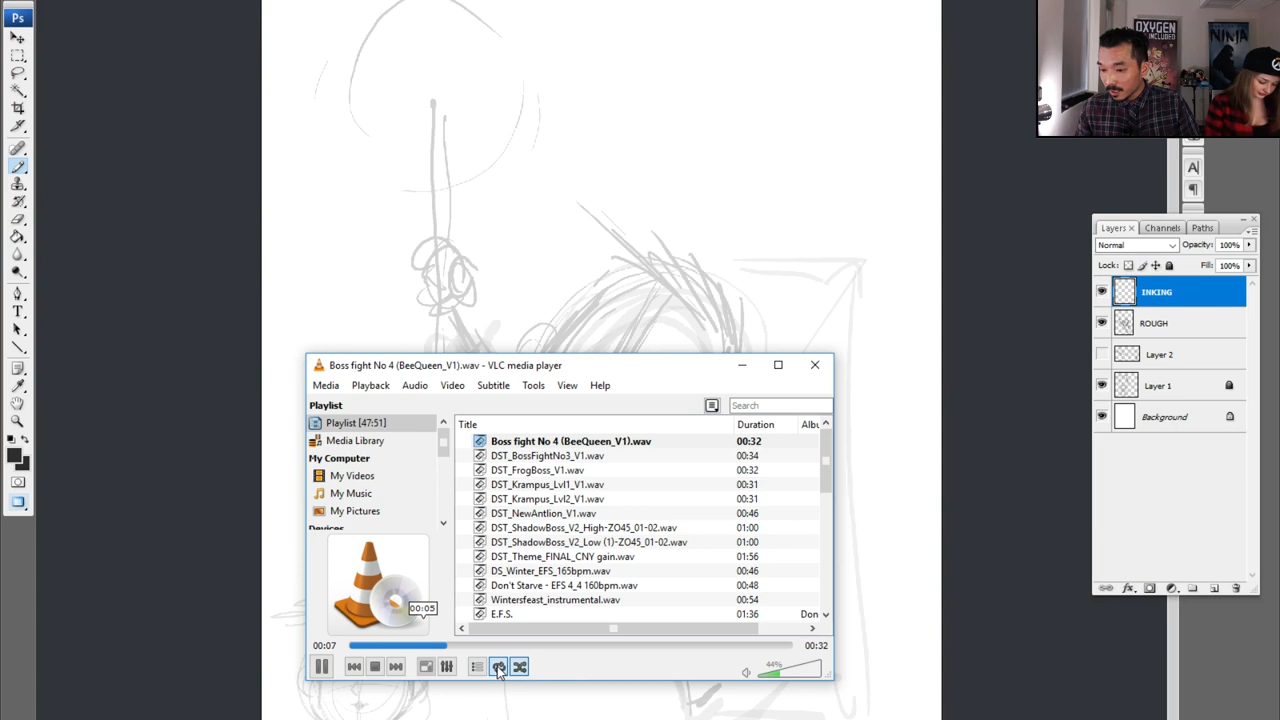 Ps
OXYGEN
INCLUDED
NINJA
A
Layers × Channels Paths
Normal Opacity: 100%
Lock: Fill: 100%
INKING
ROUGH
Layer 2
Layer 1
Background
T
Boss fight No 4 (BeeQueen_V1).wav - VLC media player
Media Playback Audio Video Subtitle Tools View Help
Playlist Search
Playlist [47:51]
Media Library
My Computer
My Videos
My Music
My Pictures
Devices
Title Duration Albu
Boss fight No 4 (BeeQueen_V1).wav 00:32
DST_BossFightNo3_V1.wav 00:34
DST_FrogBoss_V1.wav 00:32
DST_Krampus_Lvl1_V1.wav 00:31
DST_Krampus_Lvl2_V1.wav 00:31
DST_NewAntlion_V1.wav 00:46
DST_ShadowBoss_V2_High-ZO45_01-02.wav 01:00
DST_ShadowBoss_V2_Low (1)-ZO45_01-02.wav 01:00
DST_Theme_FINAL_CNY gain.wav 01:56
DS_Winter_EFS_165bpm.wav 00:46
Don't Starve - EFS 4_4 160bpm.wav 00:48
Wintersfeast_instrumental.wav 00:54
E.F.S. 01:36 Don
00:05
00:07 00:32
44%